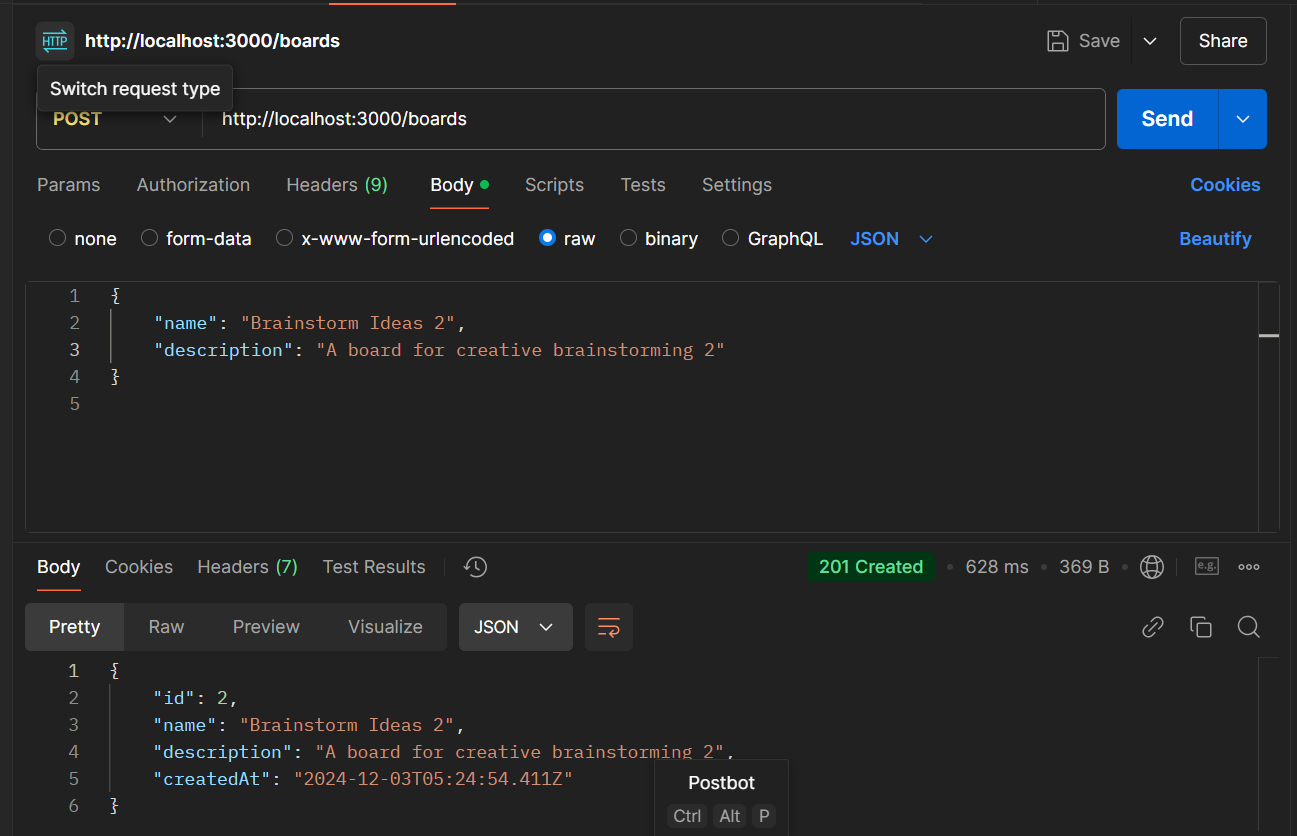 HTTP http://localhost:3000/boards Save Share
Switch request type
POST http://localhost:3000/boards Send
Params Authorization Headers (9) Body Scripts Tests Settings Cookies
none form-data x-www-form-urlencoded raw binary GraphQL JSON Beautify
1 {
2 "name": "Brainstorm Ideas 2",
3 "description": "A board for creative brainstorming 2"
4 }
5
Body Cookies Headers (7) Test Results 201 Created • 628 ms • 369 B • e.g.
Pretty Raw Preview Visualize JSON
1 {
2 "id": 2,
3 "name": "Brainstorm Ideas 2",
4 "description": "A board for creative brainstorming 2",
5 "createdAt": "2024-12-03T05:24:54.411Z"
6 }
Postbot
Ctrl Alt P